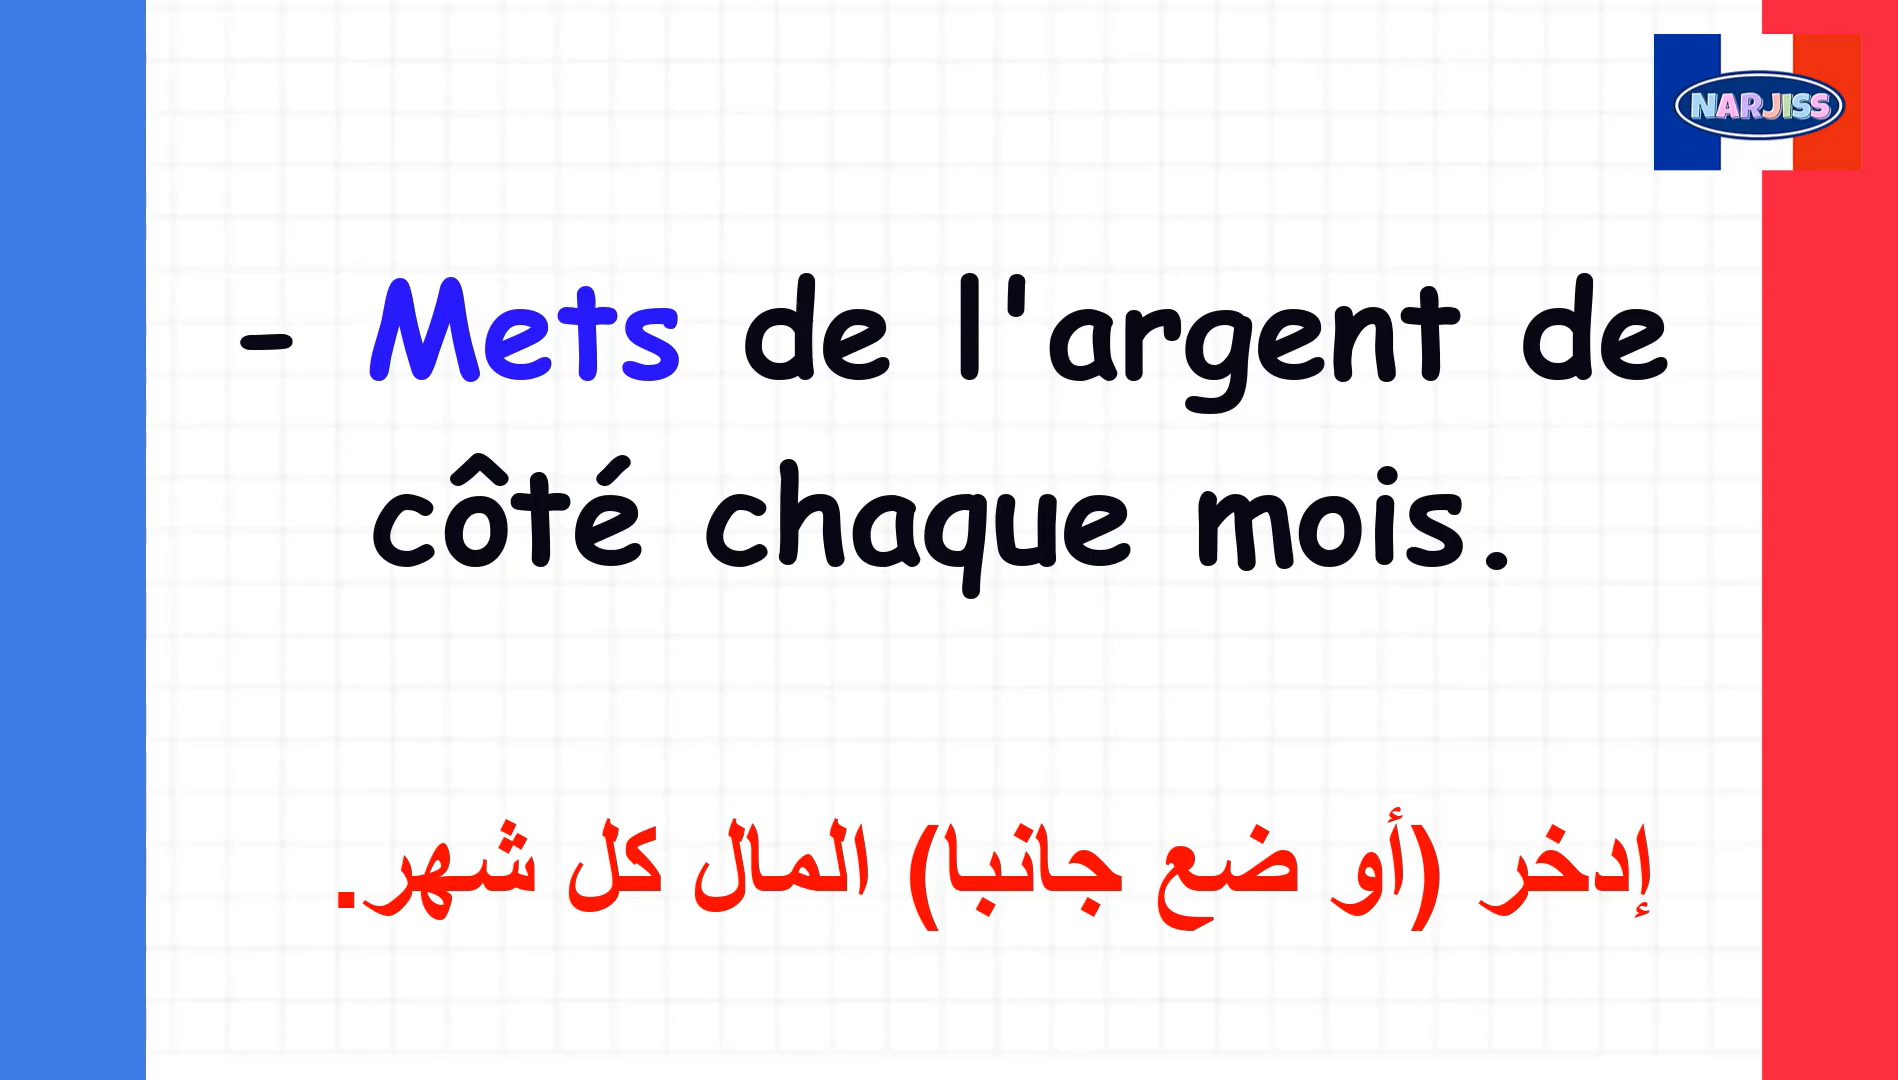 NARJISS
- Mets de l'argent de
côté chaque mois.
إدخر (أو ضع جانبا) المال كل شهر.